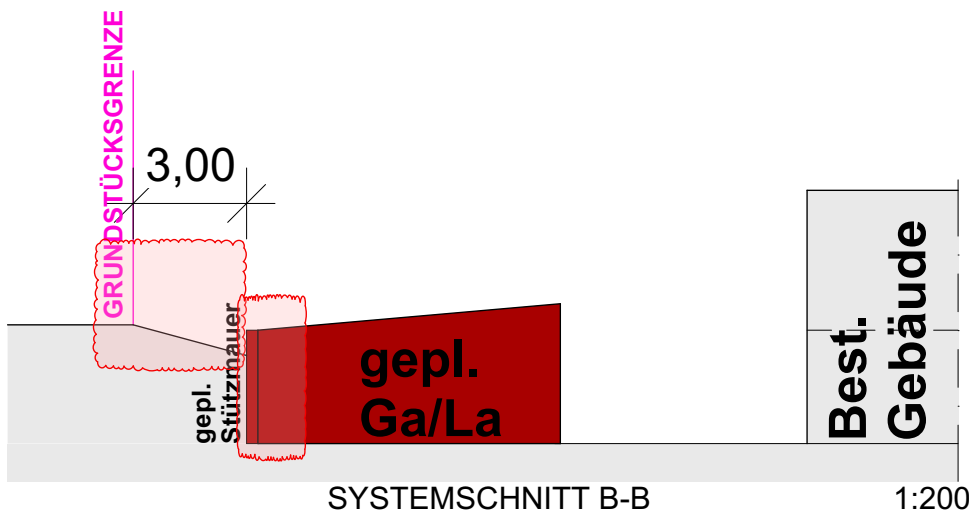 GRUNDSTÜCKSGRENZE
3,00
gepl.
Stützmauer
gepl.
Ga/La
Best.
Gebäude
SYSTEMSCHNITT B-B
1:200